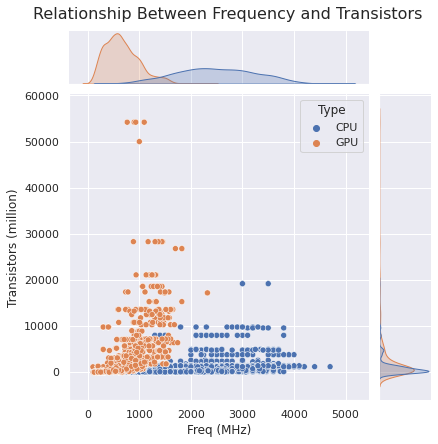 Relationship Between Frequency and Transistors
60000
50000
40000
30000
20000
10000
0
Transistors (million)
Type
CPU
GPU
0
1000
2000
3000
4000
5000
Freq (MHz)